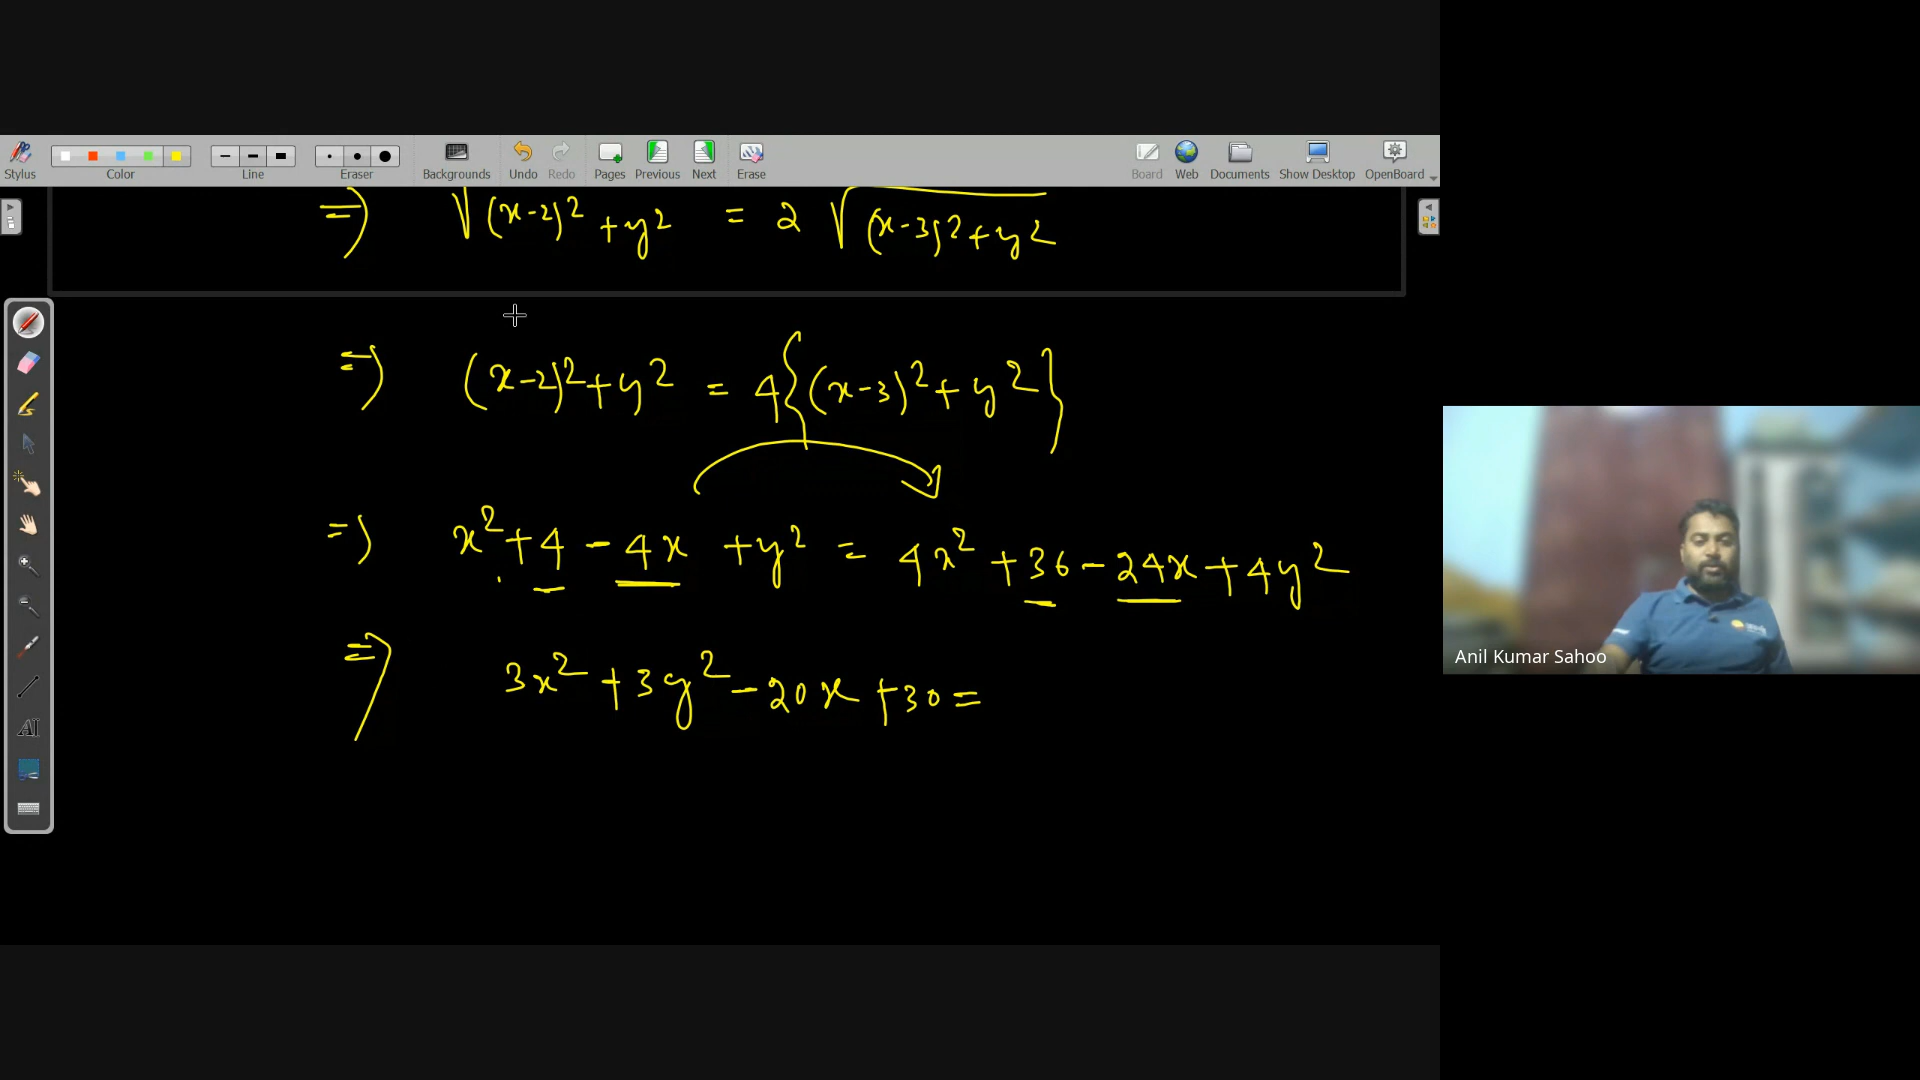 Stylus Color Line Eraser Backgrounds Undo Redo Pages Previous Next Erase Board Web Documents Show Desktop OpenBoard
=> √(x-2)² + y² = 2 √(x-3)² + y²
=> (x-2)² + y² = 4{(x-3)² + y²}
=> x² + 4 - 4x + y² = 4x² + 36 - 24x + 4y²
=> 3x² + 3y² - 20x + 30 =
AI
Anil Kumar Sahoo